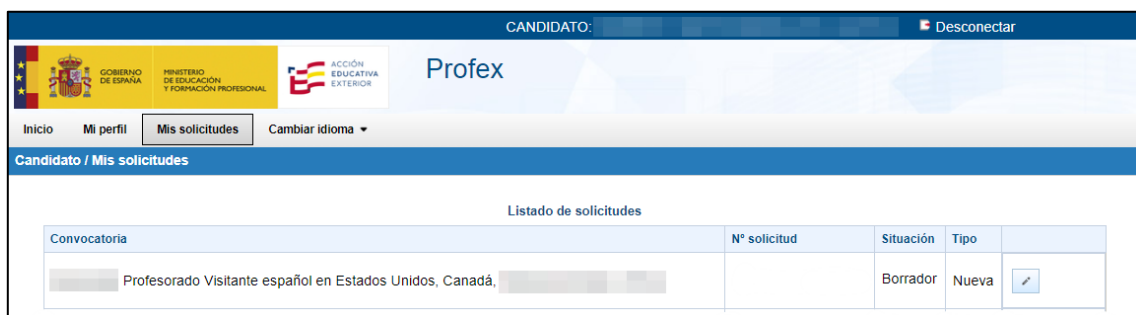 CANDIDATO: Desconectar
GOBIERNO
DE ESPAÑA
MINISTERIO
DE EDUCACIÓN
Y FORMACIÓN PROFESIONAL
ACCIÓN
EDUCATIVA
EXTERIOR
Profex
Inicio Mi perfil Mis solicitudes Cambiar idioma
Candidato / Mis solicitudes
Listado de solicitudes
Convocatoria Nº solicitud Situación Tipo
Profesorado Visitante español en Estados Unidos, Canadá, Borrador Nueva